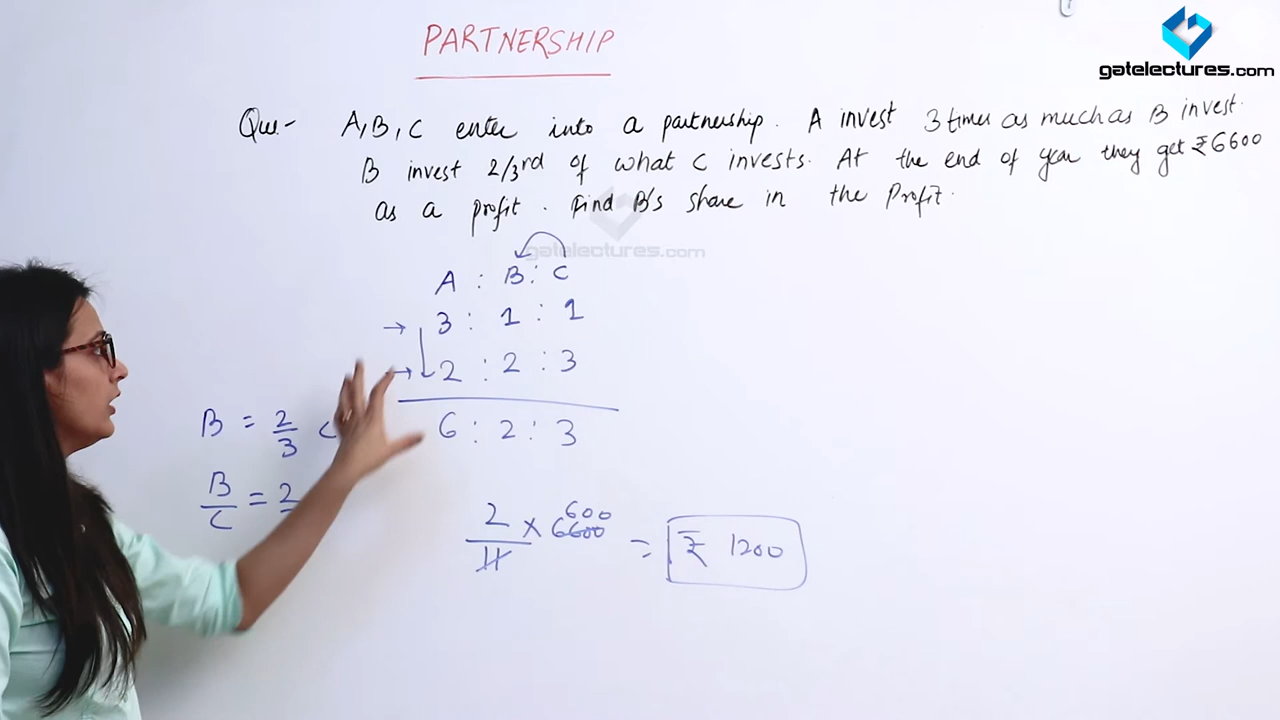 PARTNERSHIP
gatelectures.com
Que- A, B, C enter into a partnership. A invest 3 times as much as B invest.
B invest 2/3rd of what C invests. At the end of year they get ₹6600
as a profit. Find B's share in the Profit.
gatelectures.com
A : B : C
→ 3 : 1 : 1
→ 2 : 2 : 3
6 : 2 : 3
B = 2/3 C
B/C = 2/
2/11 × 6600 600 = ₹ 1200